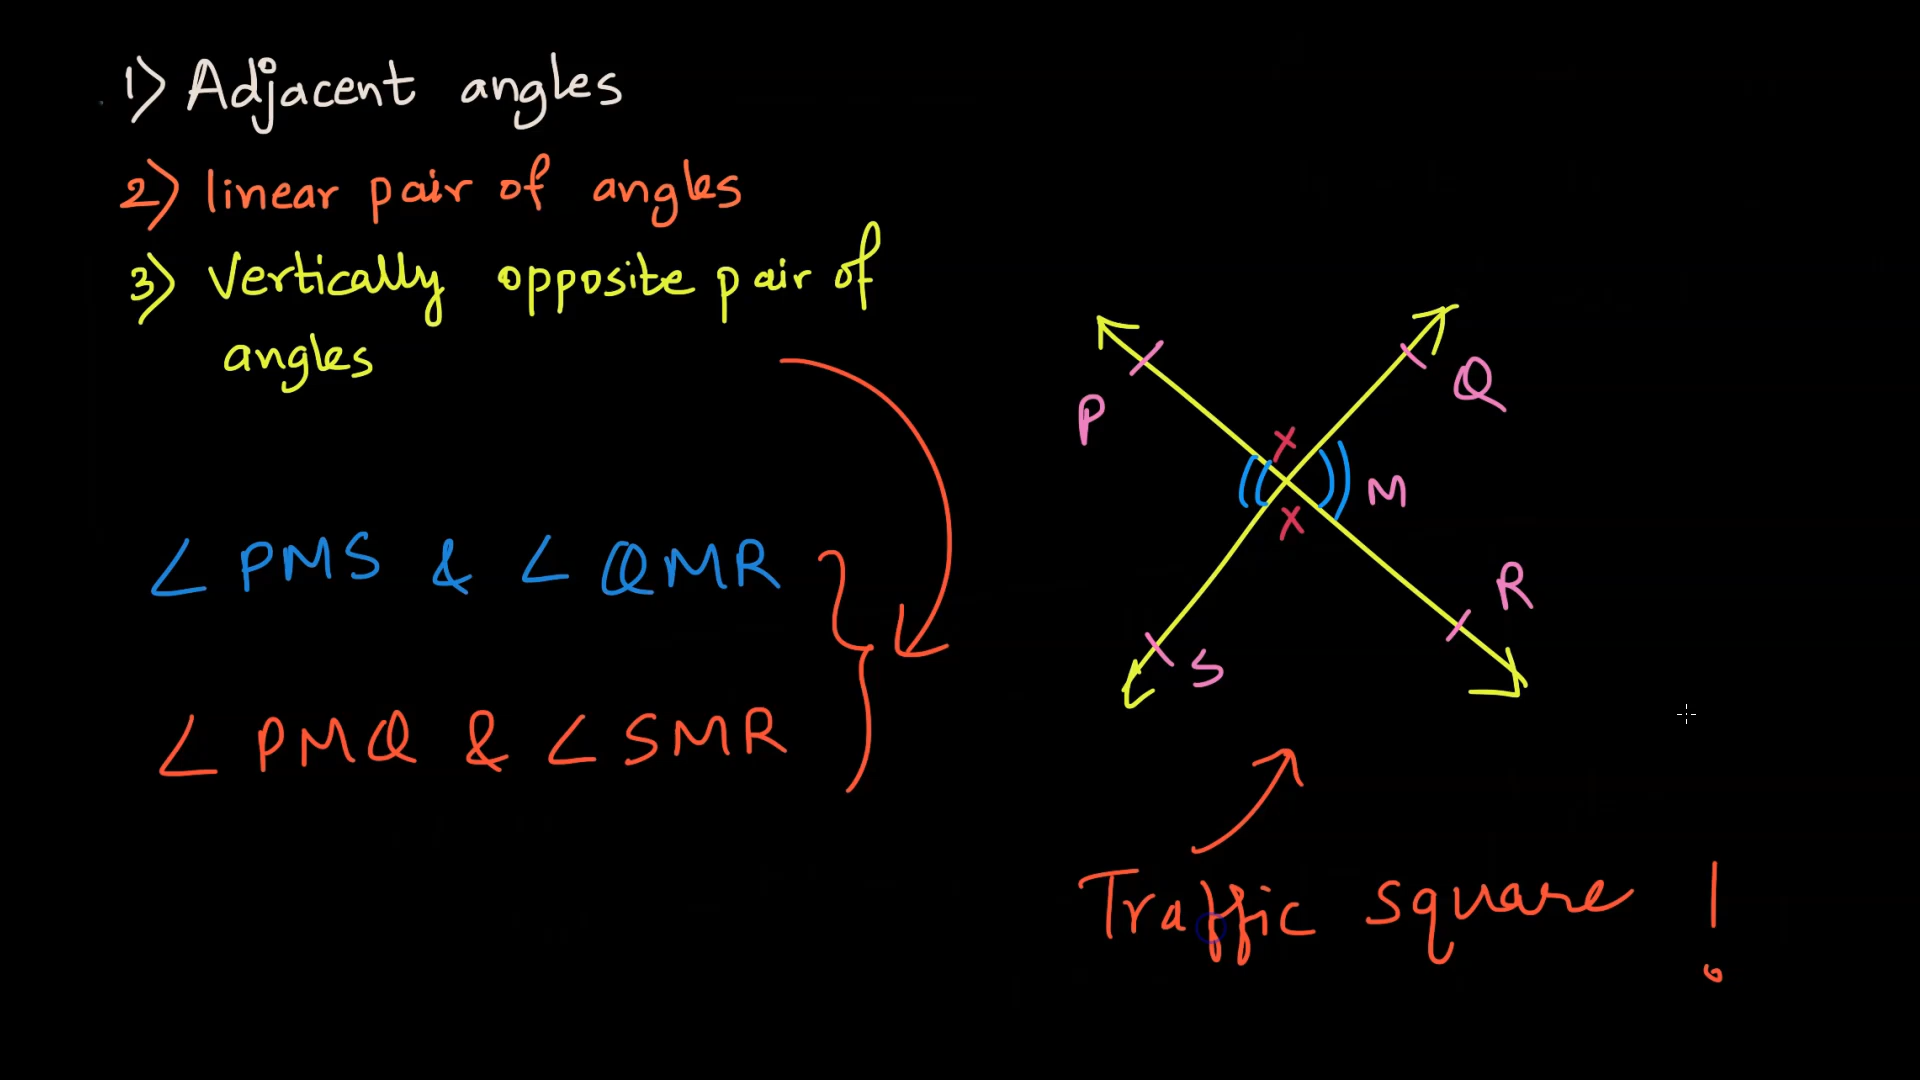 1) Adjacent angles
2) linear pair of angles
3) Vertically opposite pair of
angles
∠ PMS & ∠ QMR
∠ PMQ & ∠ SMR
P
Q
x
M
x
R
S
Traffic square !